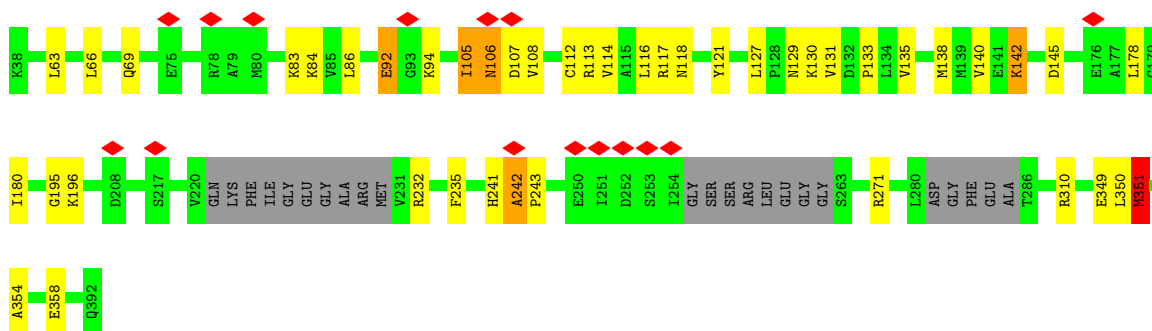 K38 L63 L66 Q69 E75 R78 A79 M80 K83 K84 V85 L86 E92 G93 K94 I105 N106 D107 V108 C112 R113 V114 A115 L116 R117 N118 Y121 L127 P128 N129 K130 V131 D132 P133 L134 V135 M138 M139 V140 E141 K142 D145 E176 A177 L178
I180 G195 K196 D208 S217 V220 GLN LYS PHE ILE GLY GLU GLY ALA ARG MET V231 R232 F235 H241 A242 P243 E250 I251 D252 S253 I254 GLY SER SER ARG LEU GLU GLY GLY S263 R271 L280 ASP GLY PHE GLU ALA T286 R310 E349 L350 M351
A354 E358 Q392